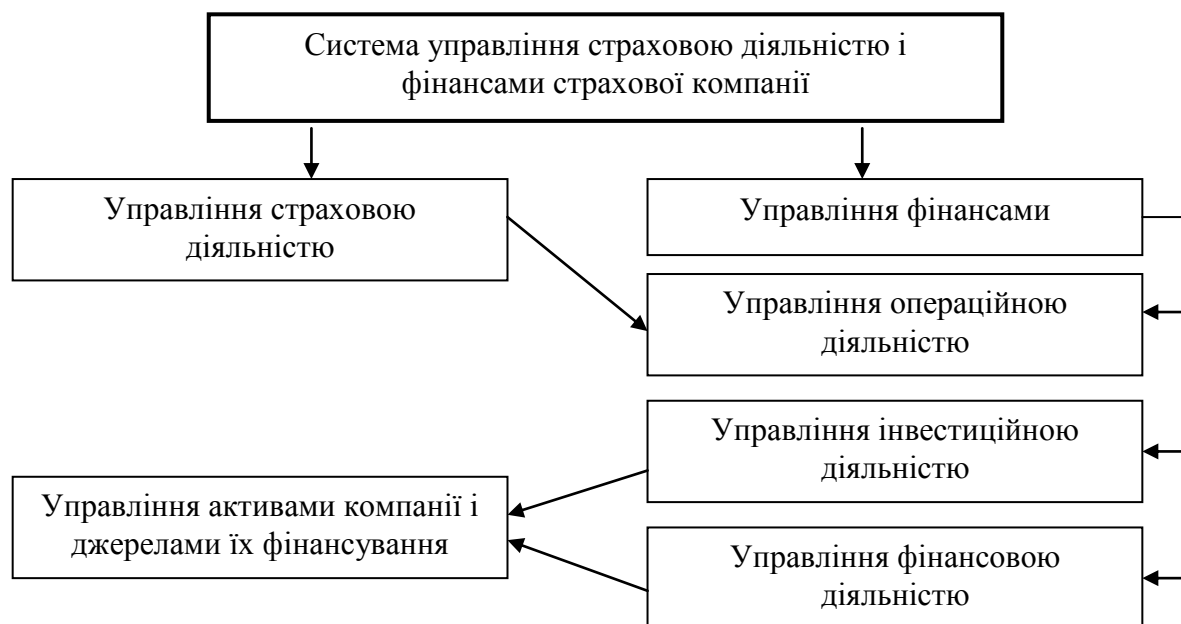 Система управління страховою діяльністю і
фінансами страхової компанії
Управління страховою
діяльністю
Управління фінансами
Управління операційною
діяльністю
Управління інвестиційною
діяльністю
Управління активами компанії і
джерелами їх фінансування
Управління фінансовою
діяльністю